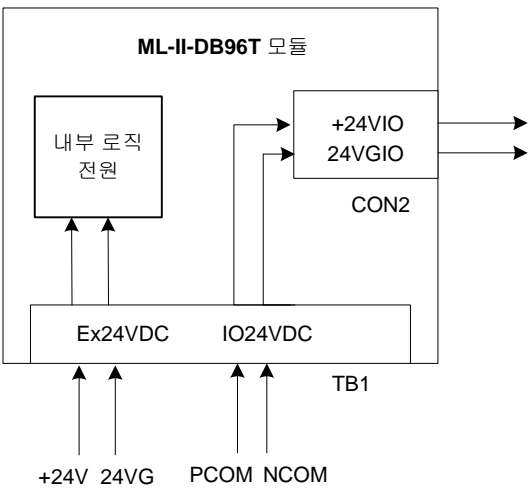 ML-II-DB96T 모듈
내부 로직
전원
+24VIO
24VGIO
CON2
Ex24VDC IO24VDC
TB1
+24V 24VG PCOM NCOM